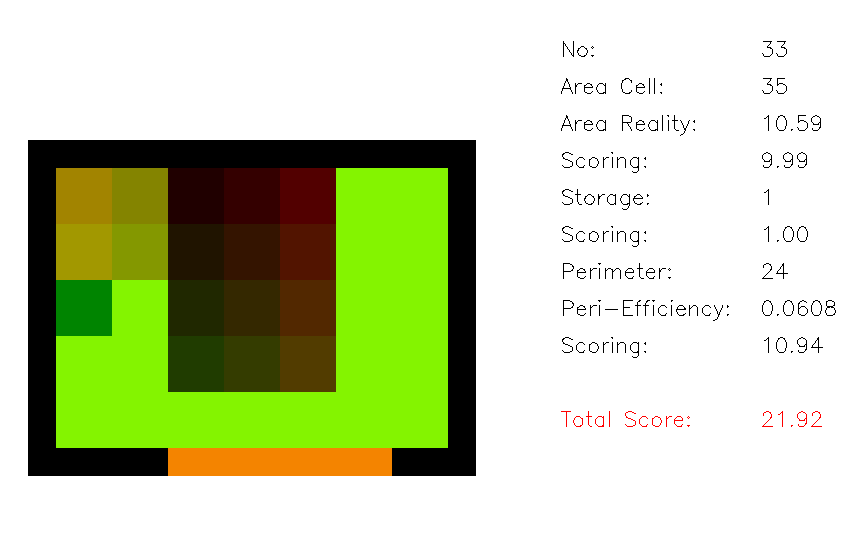 No: 33
Area Cell: 35
Area Reality: 10.59
Scoring: 9.99
Storage: 1
Scoring: 1.00
Perimeter: 24
Peri-Efficiency: 0.0608
Scoring: 10.94
Total Score: 21.92